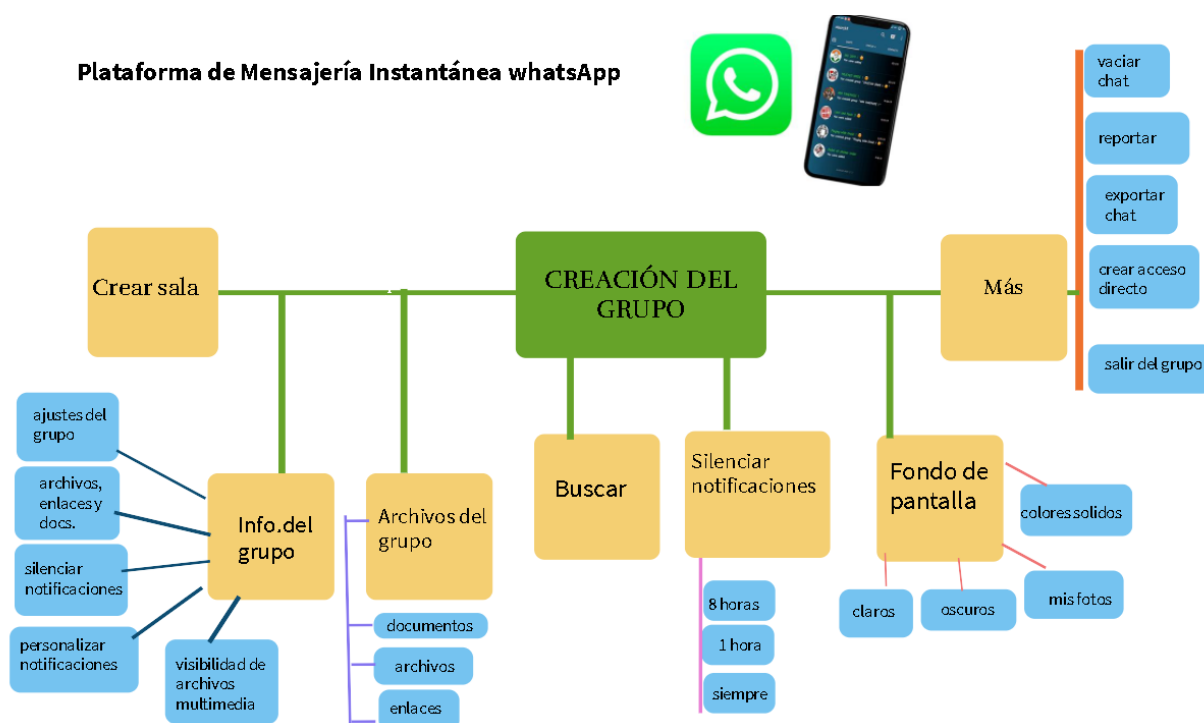 Plataforma de Mensajería Instantánea whatsApp
vaciar
chat
reportar
exportar
chat
crear acceso
directo
salir del grupo
Crear sala
CREACIÓN DEL
GRUPO
Más
ajustes del
grupo
archivos,
enlaces y
docs.
silenciar
notificaciones
personalizar
notificaciones
visibilidad de
archivos
multimedia
Info.del
grupo
Archivos del
grupo
documentos
archivos
enlaces
Buscar
Silenciar
notificaciones
8 horas
1 hora
siempre
Fondo de
pantalla
colores solidos
mis fotos
oscuros
claros